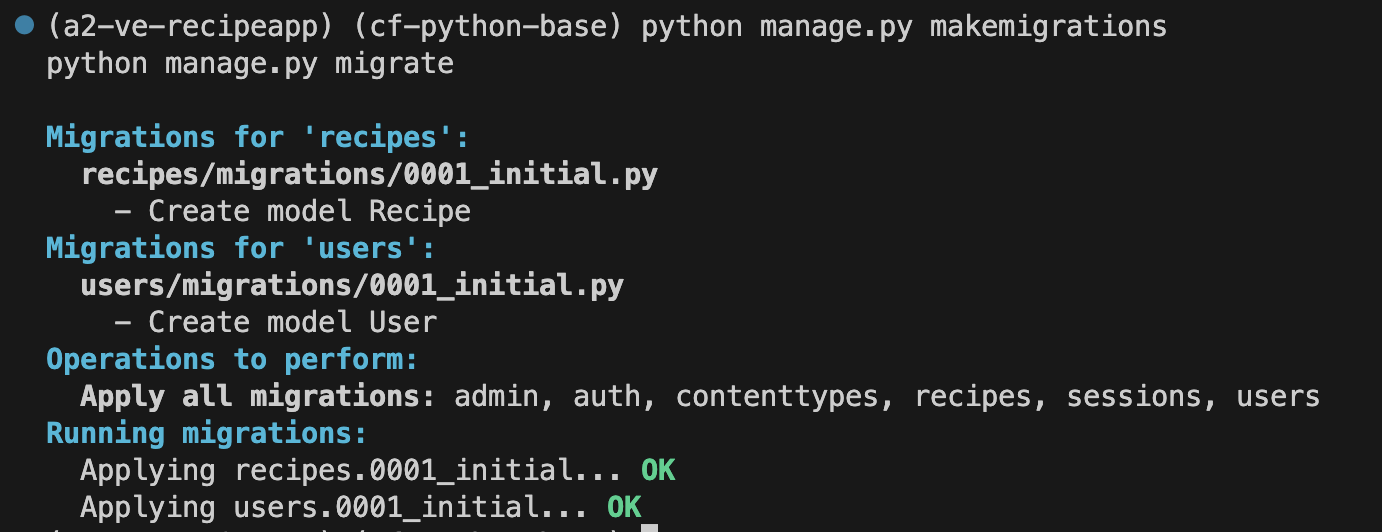 (a2-ve-recipeapp) (cf-python-base) python manage.py makemigrations
python manage.py migrate
Migrations for 'recipes':
recipes/migrations/0001_initial.py
- Create model Recipe
Migrations for 'users':
users/migrations/0001_initial.py
- Create model User
Operations to perform:
Apply all migrations: admin, auth, contenttypes, recipes, sessions, users
Running migrations:
Applying recipes.0001_initial... OK
Applying users.0001_initial... OK